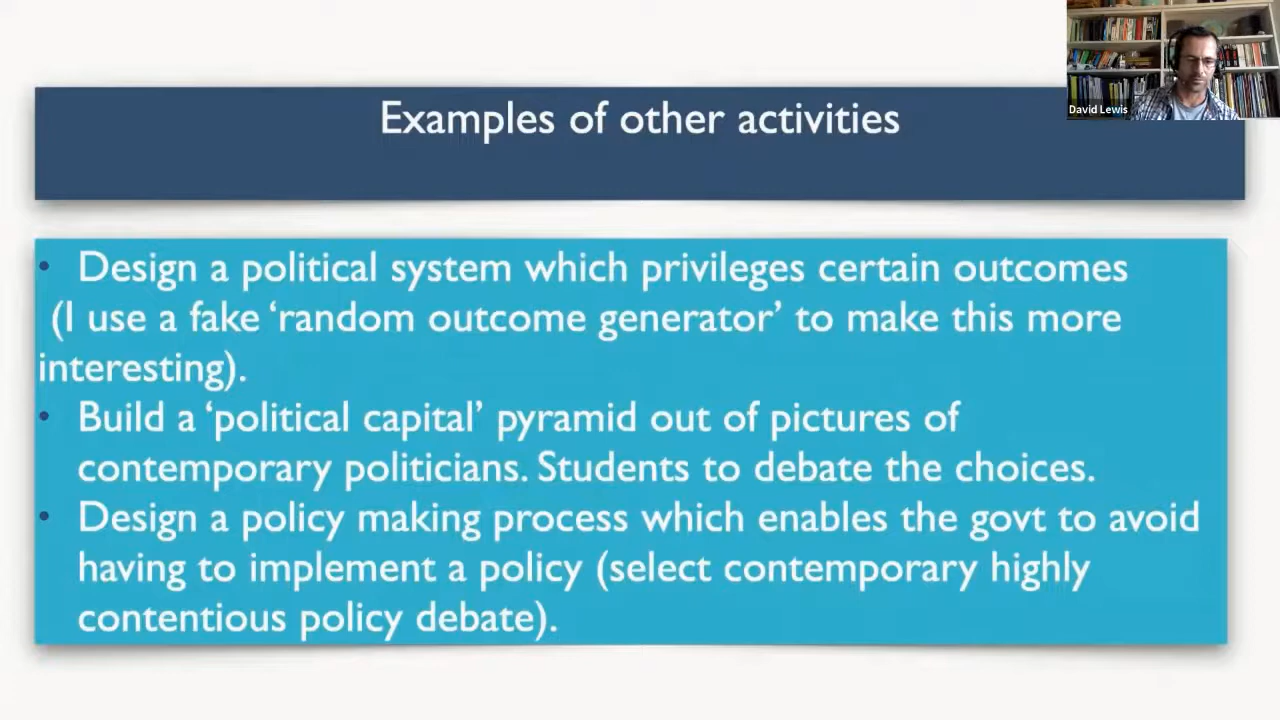 Examples of other activities
David Lewis
• Design a political system which privileges certain outcomes
(I use a fake ‘random outcome generator’ to make this more
interesting).
• Build a ‘political capital’ pyramid out of pictures of
contemporary politicians. Students to debate the choices.
• Design a policy making process which enables the govt to avoid
having to implement a policy (select contemporary highly
contentious policy debate).